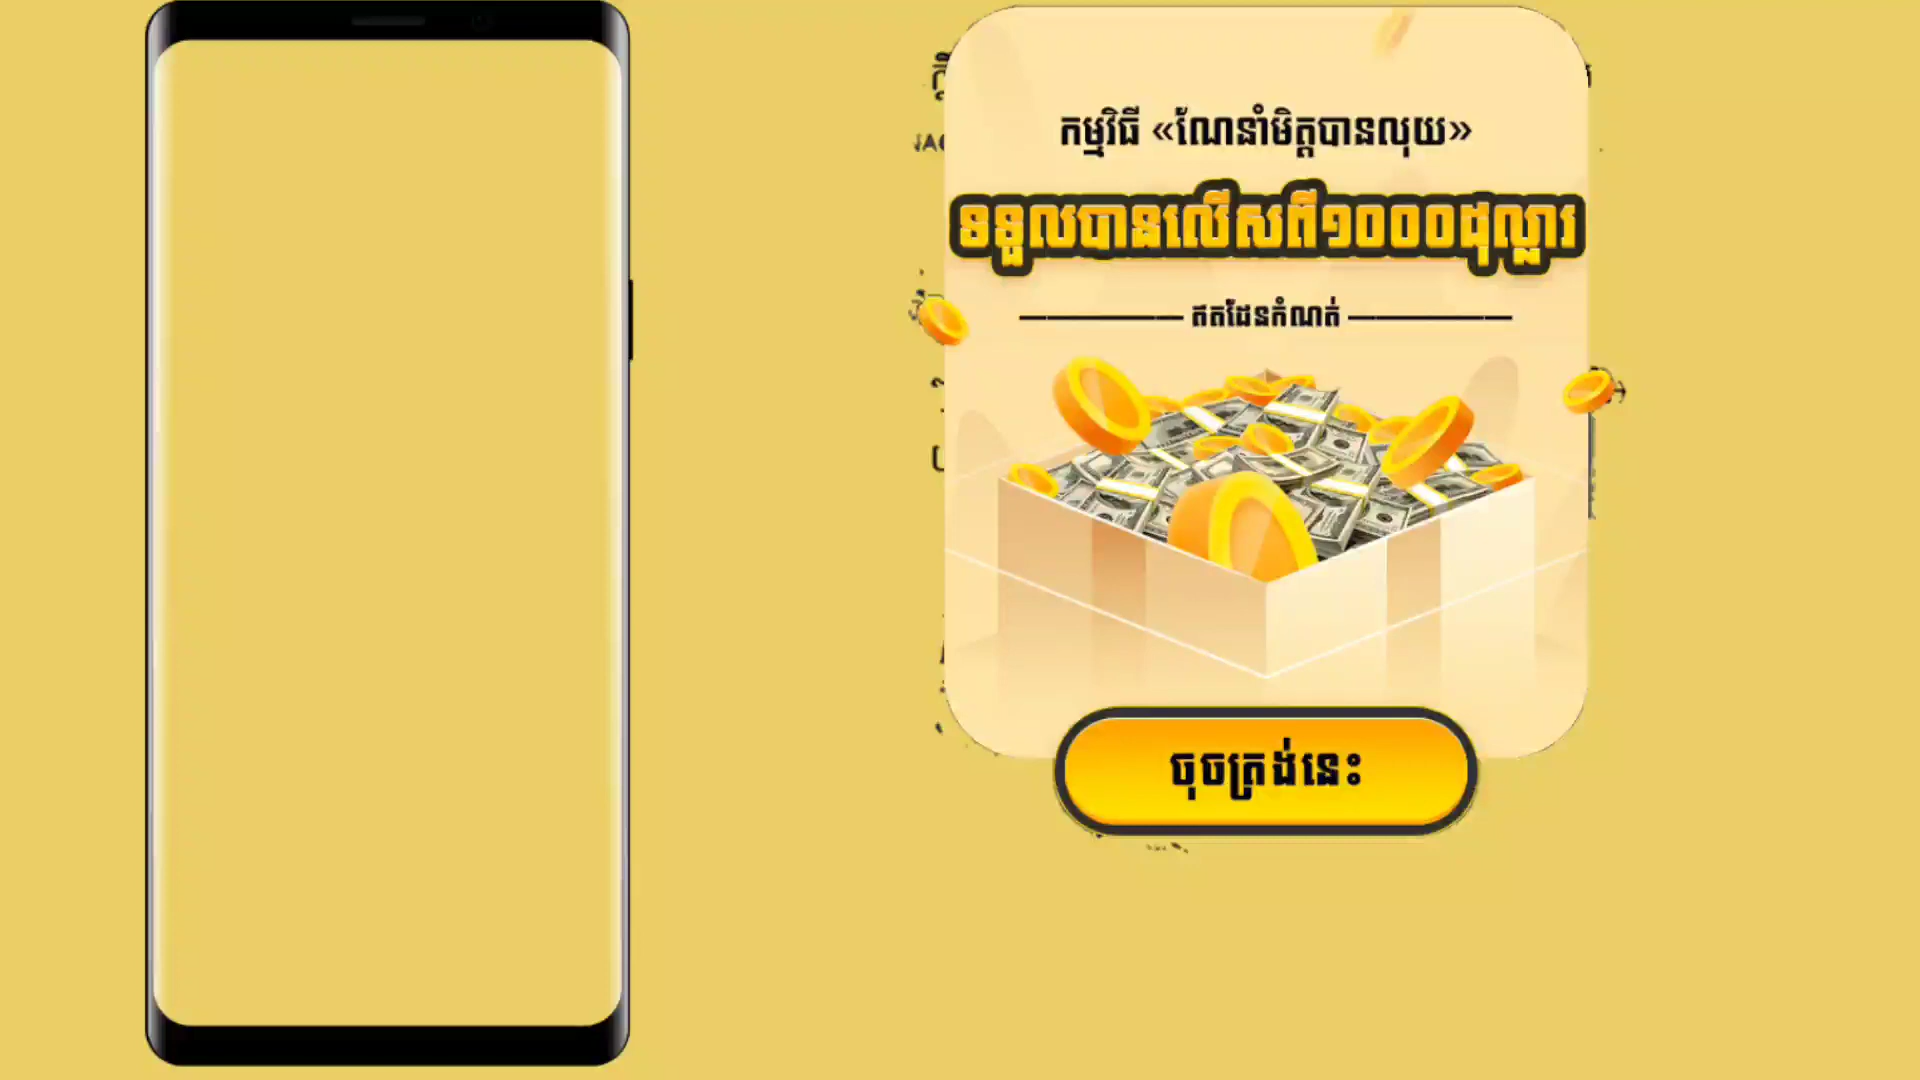 កម្មវិធី «ណែនាំមិត្តបានលុយ»
ទទួលបានលើសពី១០០០ដុល្លារ
ឥតដែនកំណត់
ចុចត្រង់នេះ